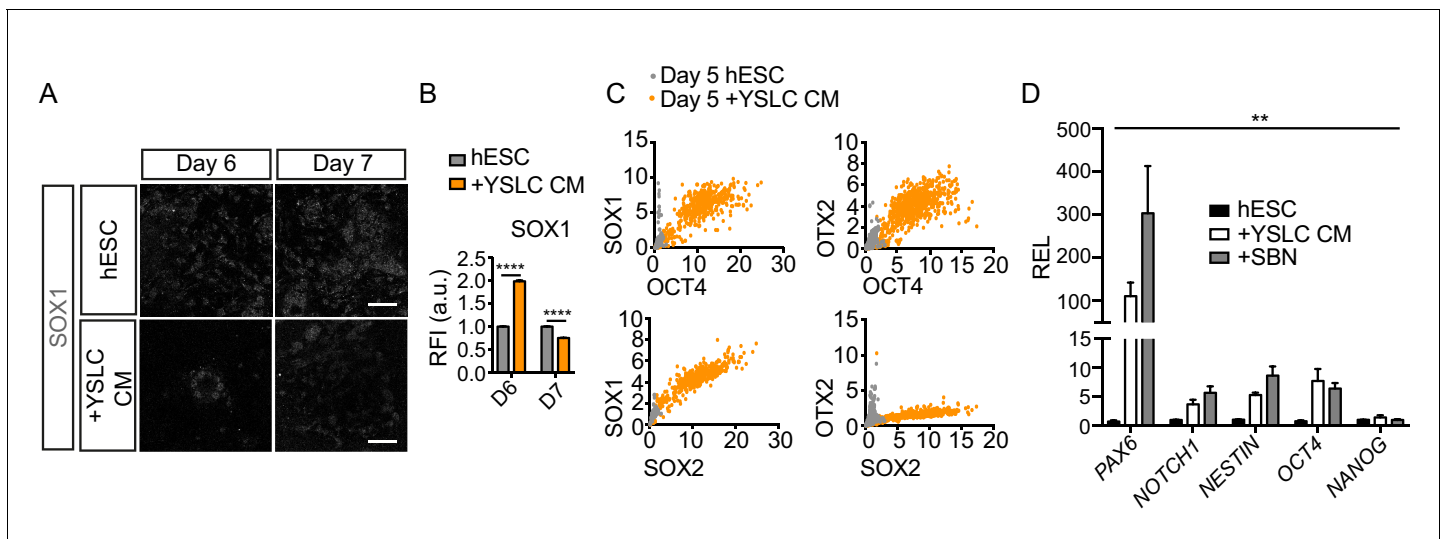 A
Day 6
Day 7
SOX1
hESC
+YSLC
CM
B
hESC
+YSLC CM
SOX1
RFI (a.u.)
****
****
2.5
2.0
1.5
1.0
0.5
0.0
D6
D7
C
Day 5 hESC
Day 5 +YSLC CM
SOX1
15
10
5
0
0
10
20
30
OCT4
OTX2
8
6
4
2
0
0
5
10
15
20
OCT4
SOX1
10
8
6
4
2
0
0
10
20
30
SOX2
OTX2
15
10
5
0
0
5
10
15
20
SOX2
D
**
REL
500
400
300
200
100
15
10
5
0
hESC
+YSLC CM
+SBN
PAX6
NOTCH1
NESTIN
OCT4
NANOG